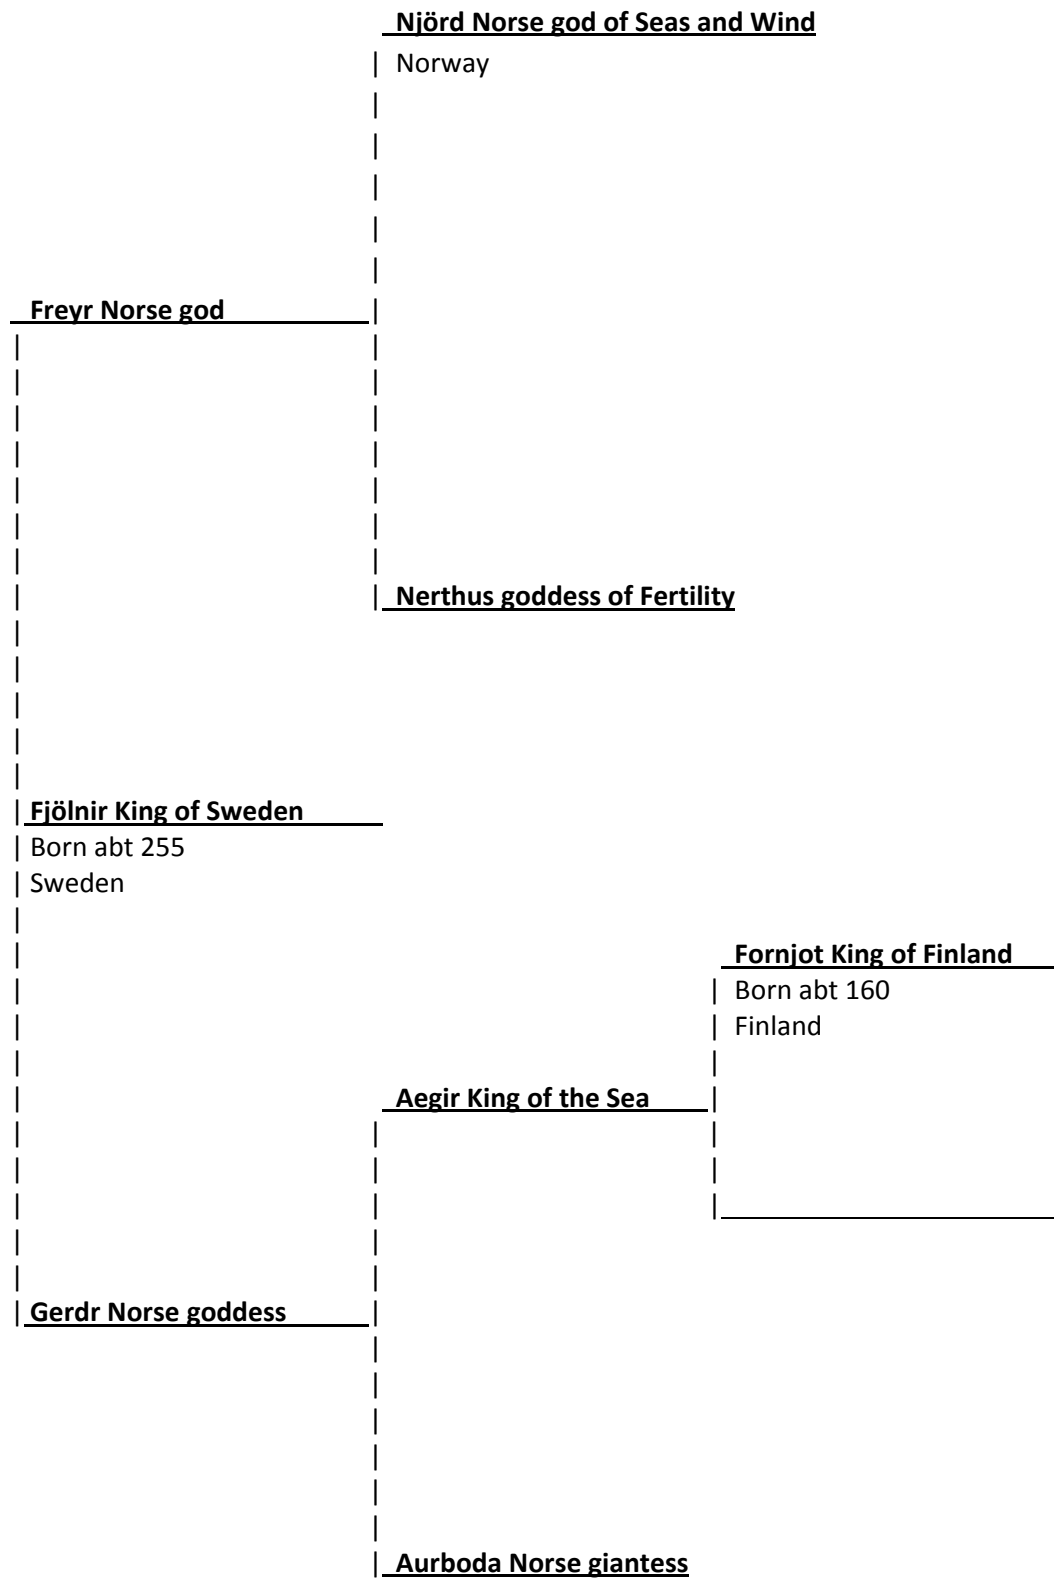 Njörd Norse god of Seas and Wind
Norway
Freyr Norse god
Nerthus goddess of Fertility
Fjölnir King of Sweden
Born abt 255
Sweden
Fornjot King of Finland
Born abt 160
Finland
Aegir King of the Sea
Gerdr Norse goddess
Aurboda Norse giantess